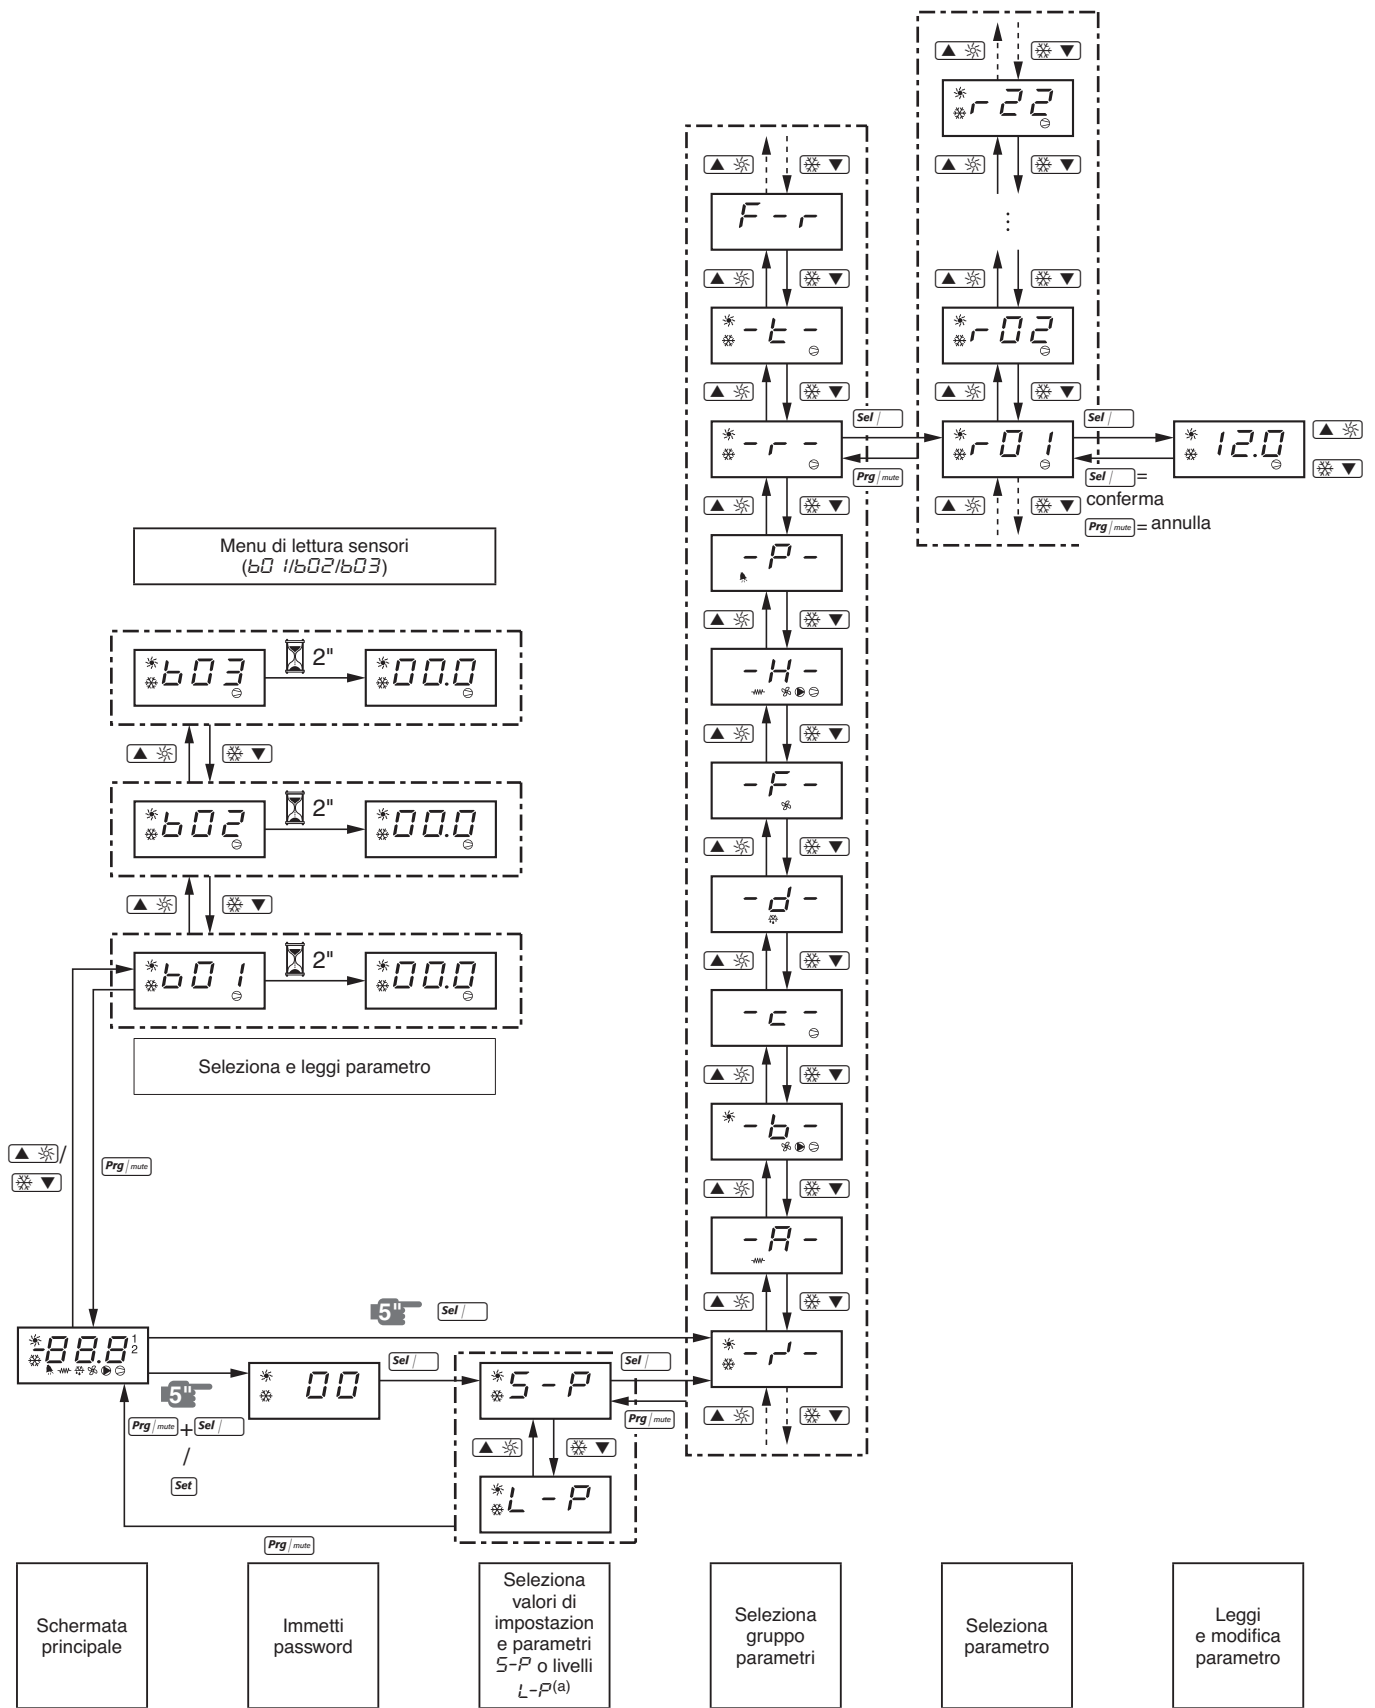 r22
F-r
-t-
r02
Sel
-r-
r01
Sel
12.0
Prg/mute
Sel = conferma
Prg/mute = annulla
-P-
Menu di lettura sensori
(b01/b02/b03)
-H-
b03
2"
00.0
-F-
b02
2"
00.0
-d-
b01
2"
00.0
-c-
Seleziona e leggi parametro
-b-
/
Prg/mute
-A-
5"
Sel
-88.8
1
2
-/-
5"
00
Sel
S-P
Sel
Prg/mute
Prg/mute + Sel
/
Set
L-P
Prg/mute
Schermata
principale
Immetti
password
Seleziona
valori di
impostazion
e parametri
S-P o livelli
L-P(a)
Seleziona
gruppo
parametri
Seleziona
parametro
Leggi
e modifica
parametro